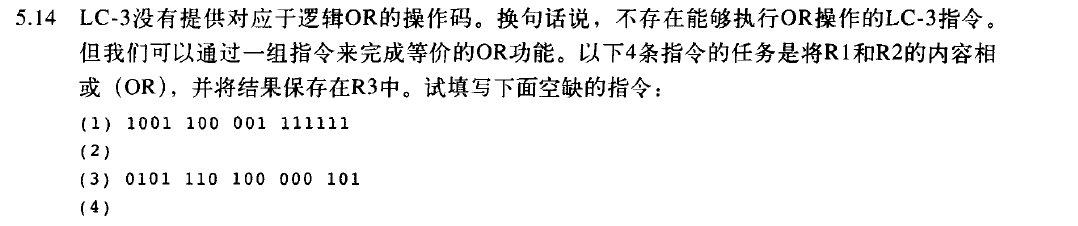 5.14 LC-3没有提供对应于逻辑OR的操作码。换句话说，不存在能够执行OR操作的LC-3指令。
但我们可以通过一组指令来完成等价的OR功能。以下4条指令的任务是将R1和R2的内容相
或（OR），并将结果保存在R3中。试填写下面空缺的指令：
(1) 1001 100 001 111111
(2)
(3) 0101 110 100 000 101
(4)